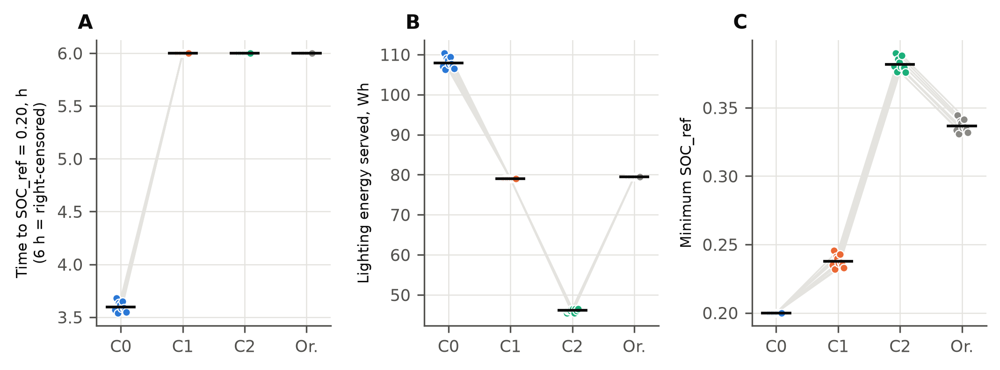 A
Time to SOC_ref = 0.20, h
(6 h = right-censored)
6.0
5.5
5.0
4.5
4.0
3.5
C0 C1 C2 Or.
B
Lighting energy served, Wh
110
100
90
80
70
60
50
C0 C1 C2 Or.
C
Minimum SOC_ref
0.35
0.30
0.25
0.20
C0 C1 C2 Or.